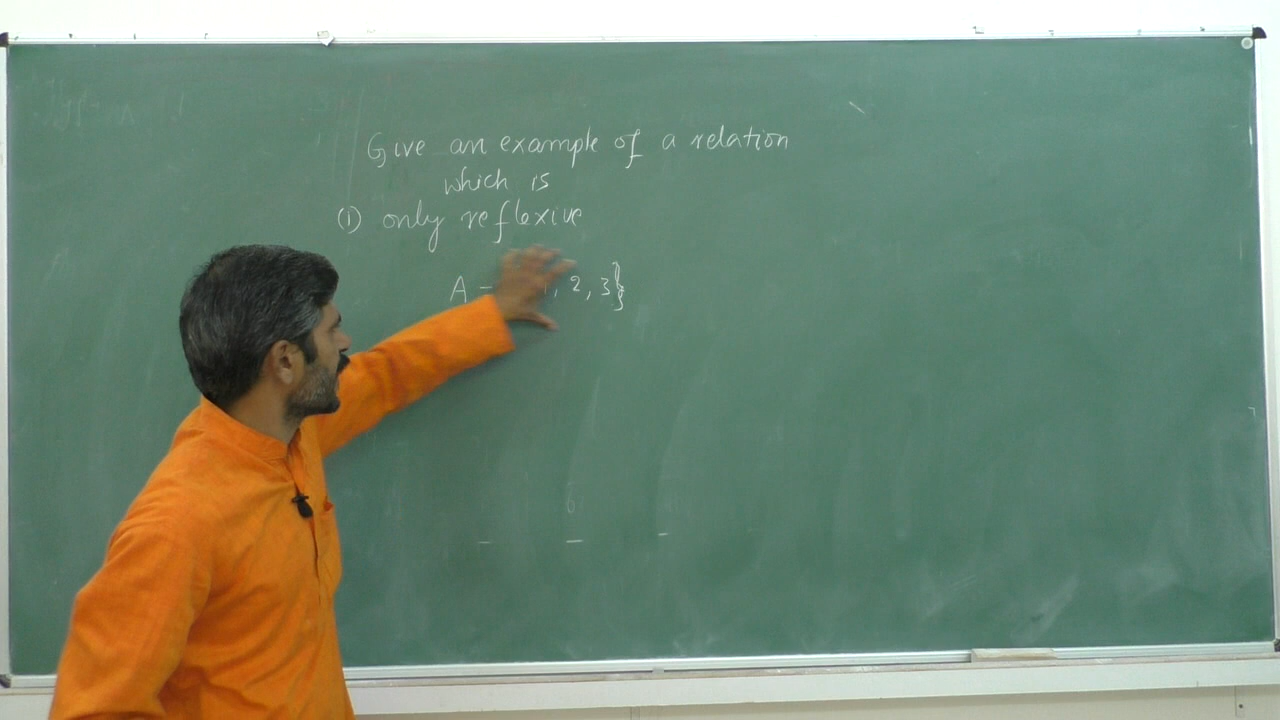 Give an example of a relation
which is
(1) only reflexive
A = , 2, 3}